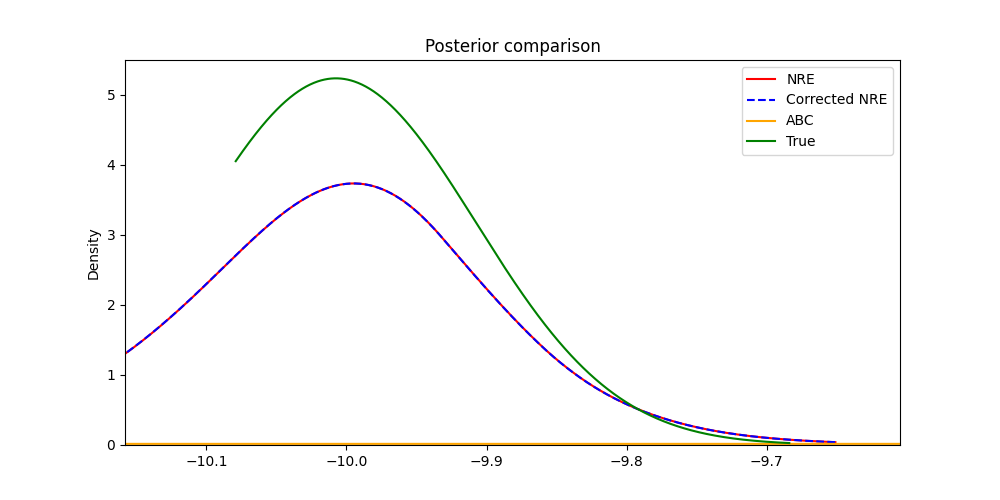 Posterior comparison
NRE
Corrected NRE
ABC
True
Density
5
4
3
2
1
0
−10.1
−10.0
−9.9
−9.8
−9.7